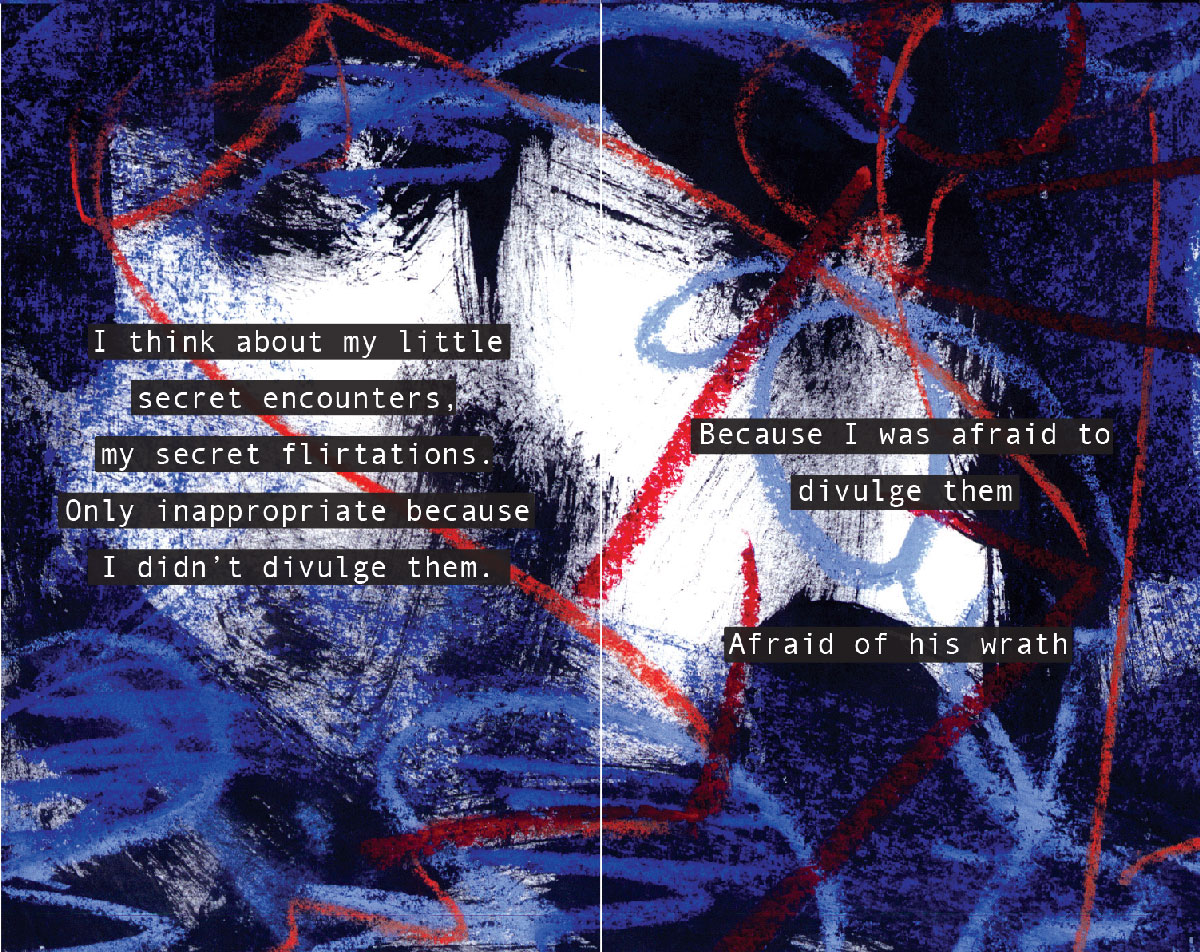 I think about my little
secret encounters,
my secret flirtations.
Only inappropriate because
I didn’t divulge them.
Because I was afraid to
divulge them
Afraid of his wrath